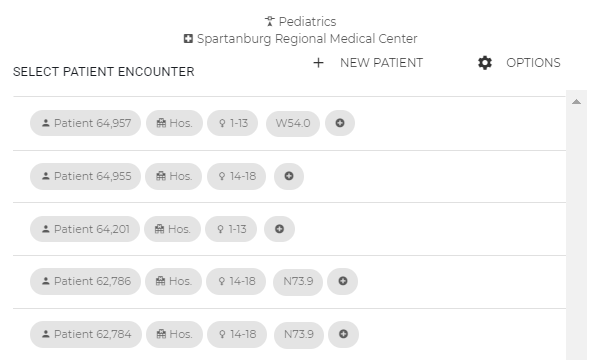 Pediatrics
Spartanburg Regional Medical Center
SELECT PATIENT ENCOUNTER
NEW PATIENT
OPTIONS
Patient 64,957 Hos. 1-13 W54.0
Patient 64,955 Hos. 14-18
Patient 64,201 Hos. 1-13
Patient 62,786 Hos. 14-18 N73.9
Patient 62,784 Hos. 14-18 N73.9